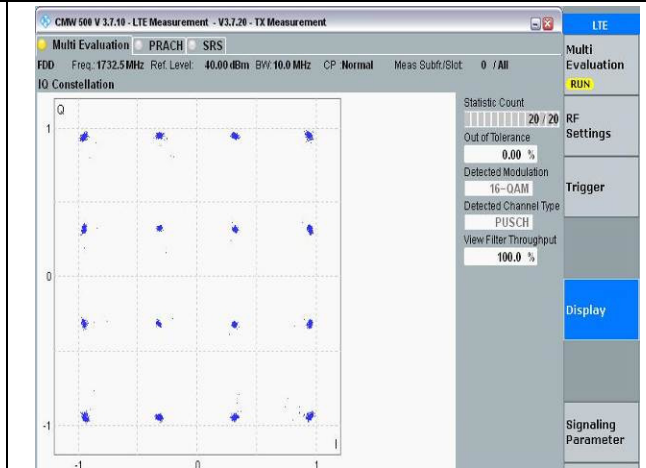 CMW 500 V 3.7.10 - LTE Measurement - V3.7.20 - TX Measurement
LTE
Multi Evaluation PRACH SRS
FDD Freq.:1732.5 MHz Ref. Level: 40.00 dBm BW:10.0 MHz CP :Normal Meas Subfr./Slot 0 / All
IQ Constellation
Q
1
0
-1
I
-1 0 1
Statistic Count
20 / 20
Out of Tolerance
0.00 %
Detected Modulation
16-QAM
Detected Channel Type
PUSCH
View Filter Throughput
100.0 %
Multi
Evaluation
RUN
RF
Settings
Trigger
Display
Signaling
Parameter